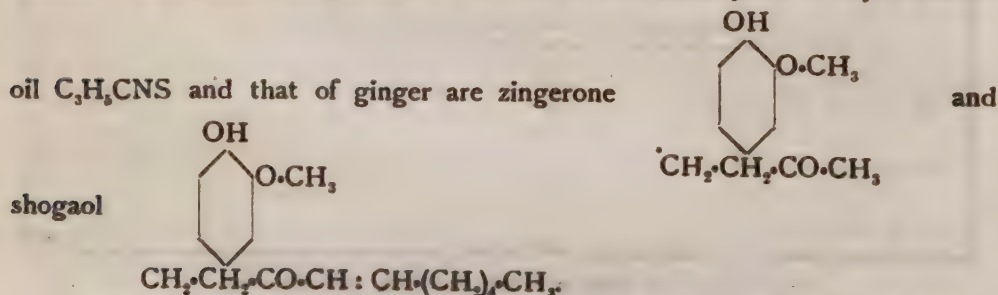 OH
O·CH₃
oil C₃H₅CNS and that of ginger are zingerone and
CH₂·CH₂·CO·CH₃
OH
O·CH₃
shogaol
CH₂·CH₂·CO·CH : CH·(CH₂)₄·CH₃.